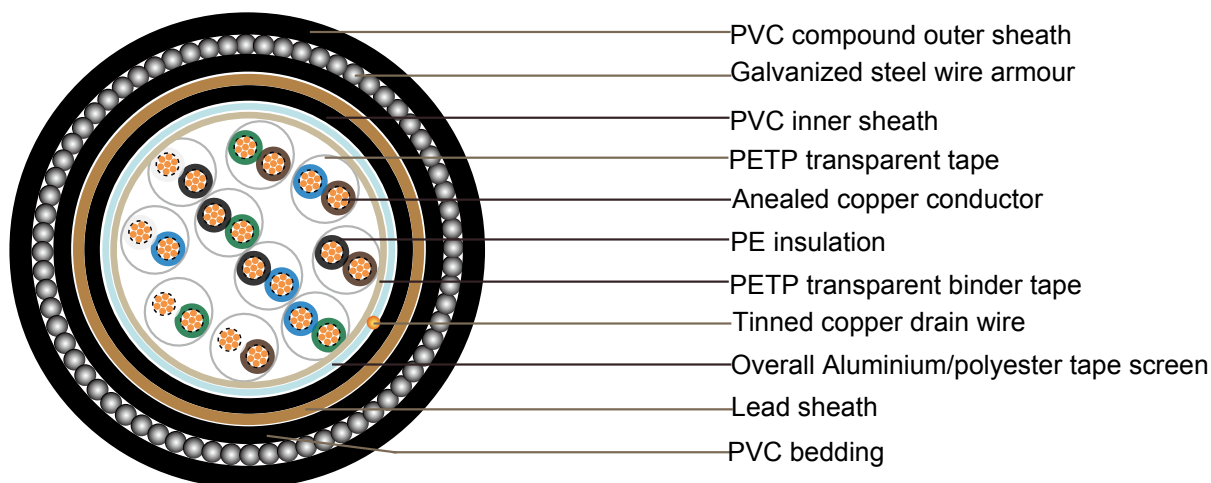 PVC compound outer sheath
Galvanized steel wire armour
PVC inner sheath
PETP transparent tape
Anealed copper conductor
PE insulation
PETP transparent binder tape
Tinned copper drain wire
Overall Aluminium/polyester tape screen
Lead sheath
PVC bedding